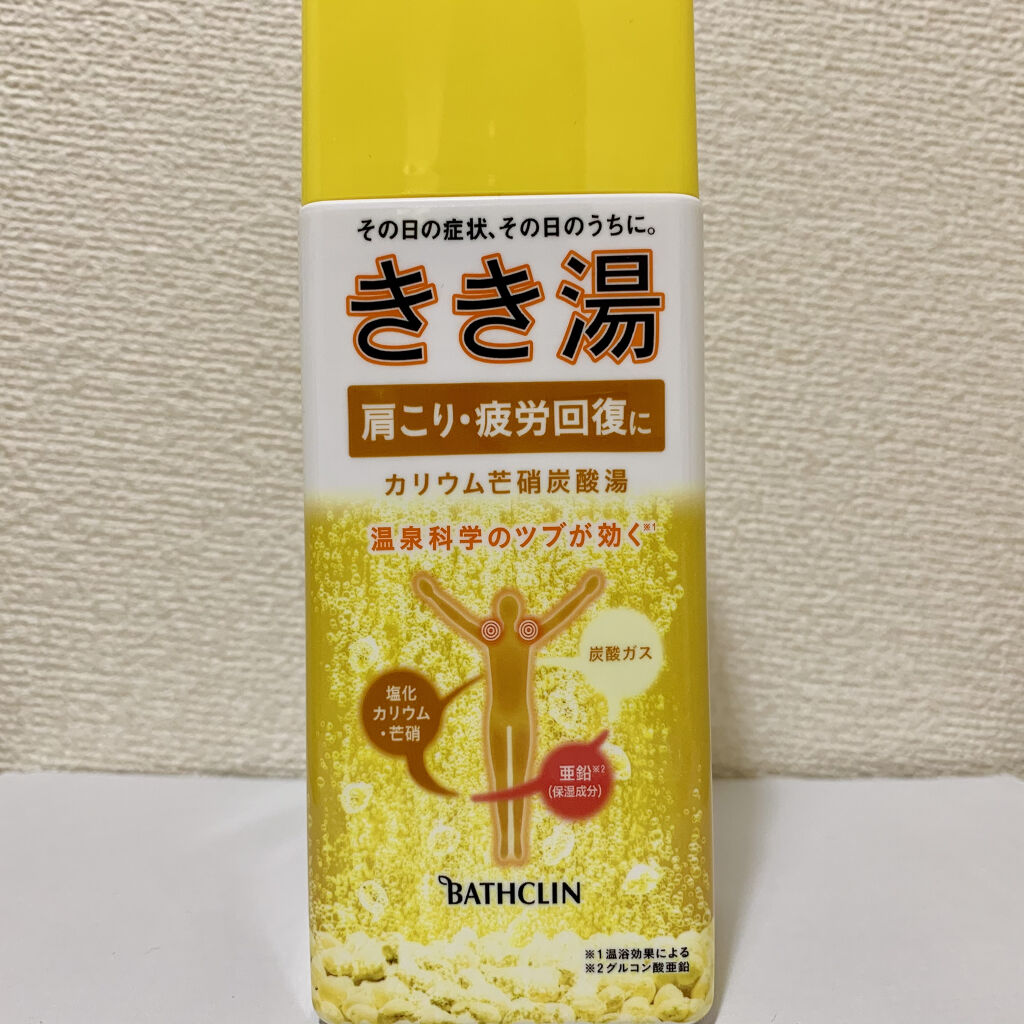 その日の症状、その日のうちに。
きき湯
肩こり・疲労回復に
カリウム芒硝炭酸湯
温泉科学のツブが効く※1
炭酸ガス
塩化
カリウム
・芒硝
亜鉛※2
(保湿成分)
BATHCLIN
※1温浴効果による
※2グルコン酸亜鉛